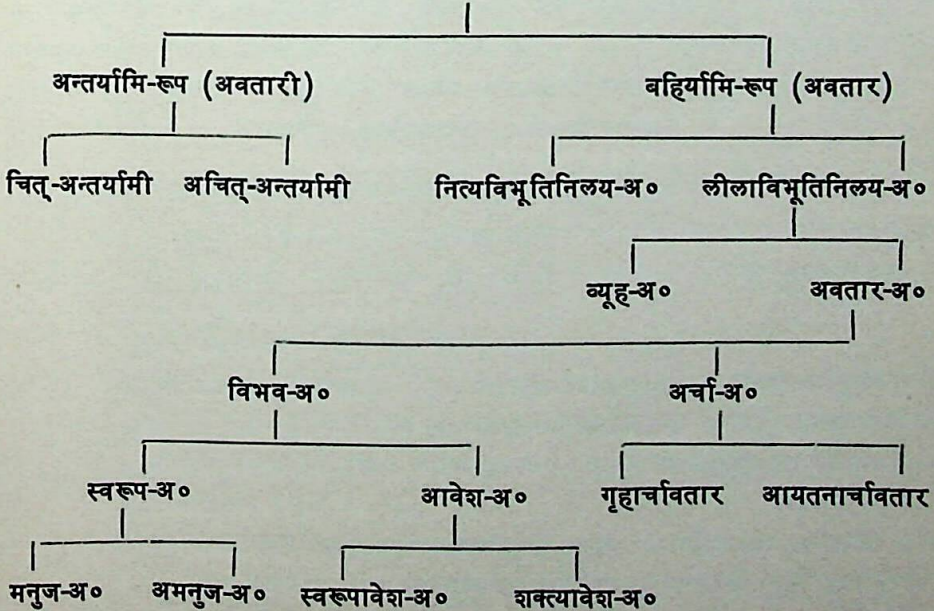 अन्तर्यामि-रूप (अवतारी) बहिर्यामि-रूप (अवतार)
चित्-अन्तर्यामी अचित्-अन्तर्यामी नित्यविभूतिनिलय-अ० लीलाविभूतिनिलय-अ०
व्यूह-अ० अवतार-अ०
विभव-अ० अर्चा-अ०
स्वरूप-अ० आवेश-अ० गृहार्चावतार आयतनार्चावतार
मनुज-अ० अमनुज-अ० स्वरूपावेश-अ० शक्त्यावेश-अ०